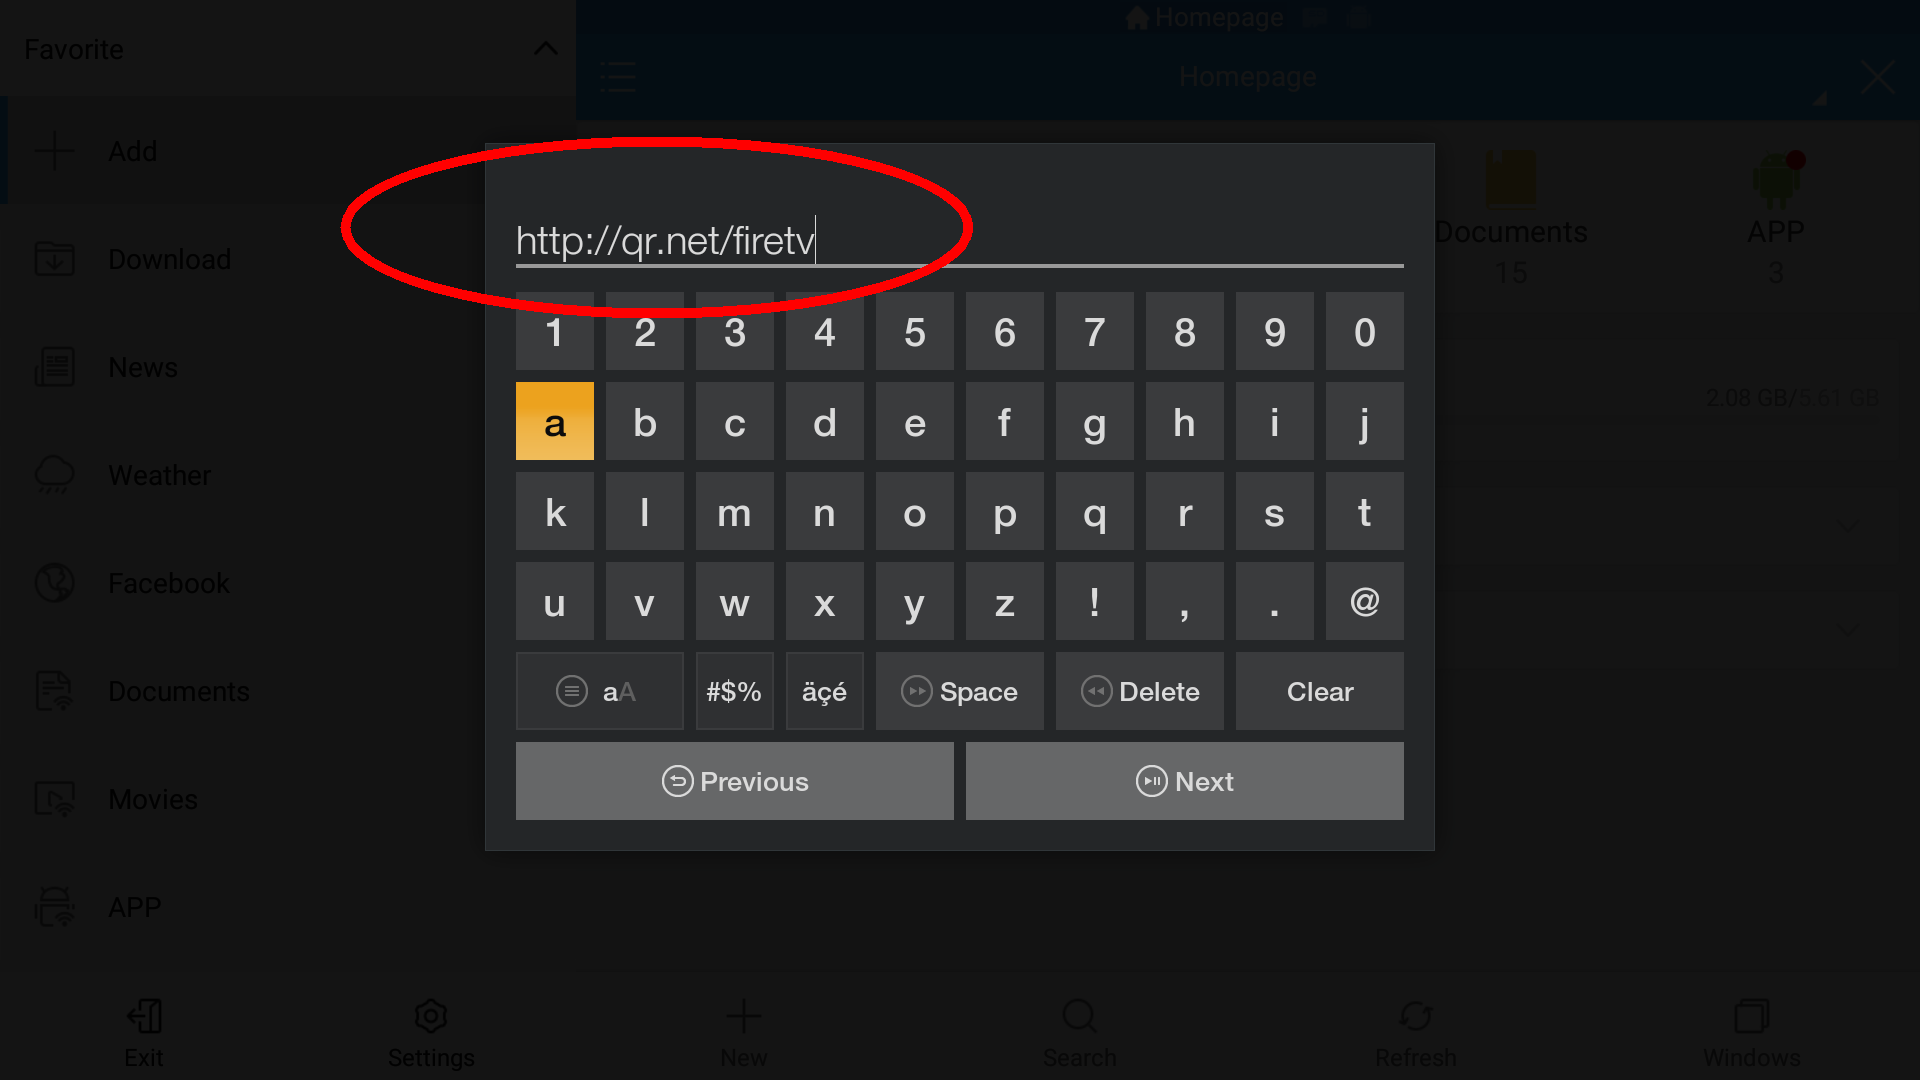 Favorite
Homepage
Homepage
Add
Download
News
Weather
Facebook
Documents
Movies
APP
Documents
15
APP
3
2.08 GB/5.61 GB
http://qr.net/firetv
1 2 3 4 5 6 7 8 9 0
a b c d e f g h i j
k l m n o p q r s t
u v w x y z ! , . @
aA #$% äçé Space Delete Clear
Previous Next
Exit Settings New Search Refresh Windows